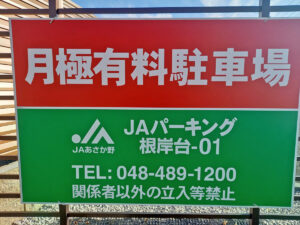 月極有料駐車場
JAあさか野
JAパーキング
根岸台-01
TEL: 048-489-1200
関係者以外の立入等禁止